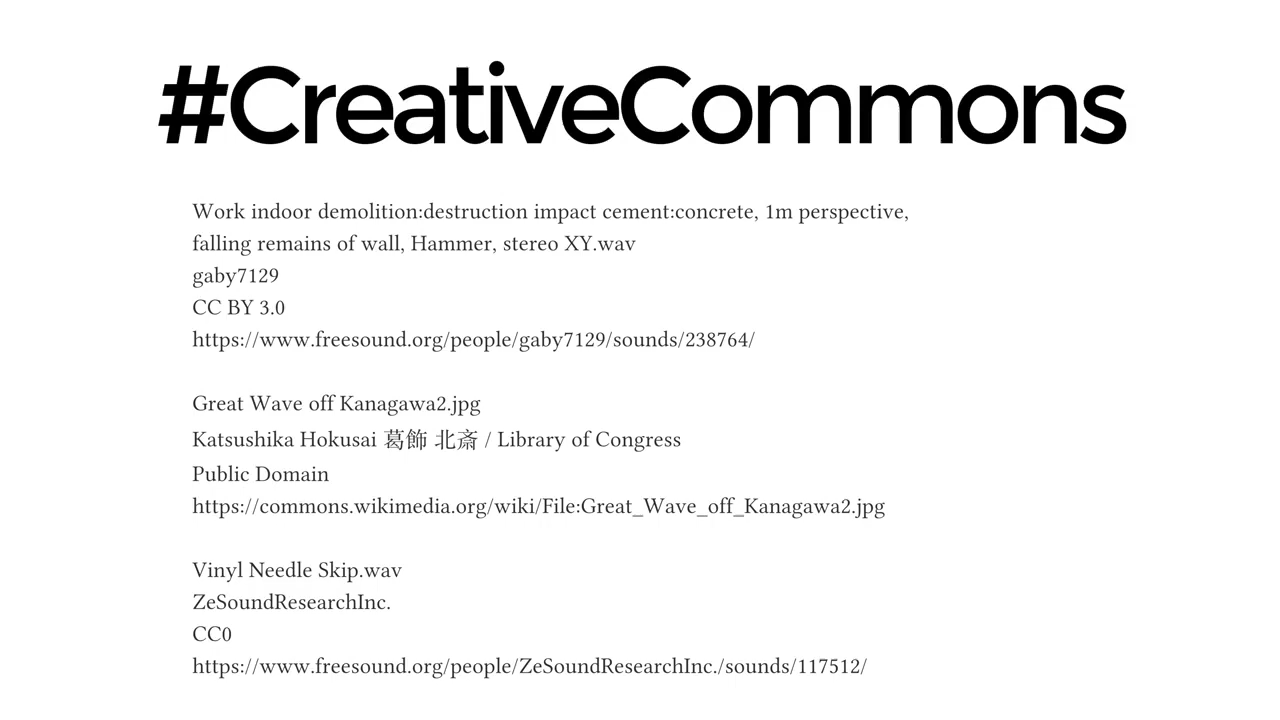 #CreativeCommons
Work indoor demolition:destruction impact cement:concrete, 1m perspective,
falling remains of wall, Hammer, stereo XY.wav
gaby7129
CC BY 3.0
https://www.freesound.org/people/gaby7129/sounds/238764/
Great Wave off Kanagawa2.jpg
Katsushika Hokusai 葛飾 北斎 / Library of Congress
Public Domain
https://commons.wikimedia.org/wiki/File:Great_Wave_off_Kanagawa2.jpg
Vinyl Needle Skip.wav
ZeSoundResearchInc.
CC0
https://www.freesound.org/people/ZeSoundResearchInc./sounds/117512/